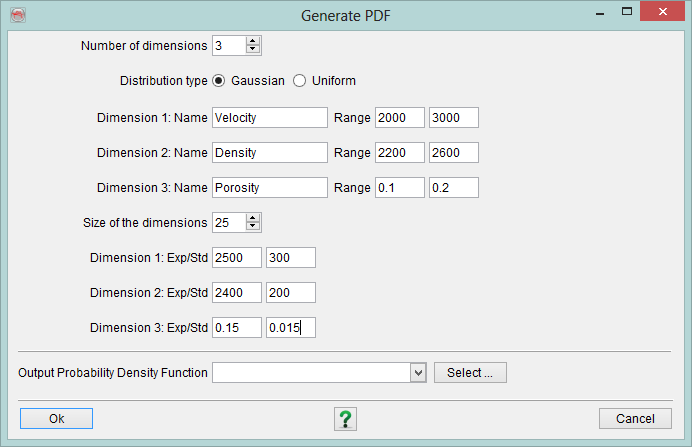 Generate PDF
Number of dimensions 3
Distribution type Gaussian Uniform
Dimension 1: Name Velocity Range 2000 3000
Dimension 2: Name Density Range 2200 2600
Dimension 3: Name Porosity Range 0.1 0.2
Size of the dimensions 25
Dimension 1: Exp/Std 2500 300
Dimension 2: Exp/Std 2400 200
Dimension 3: Exp/Std 0.15 0.015
Output Probability Density Function Select ...
Ok ? Cancel